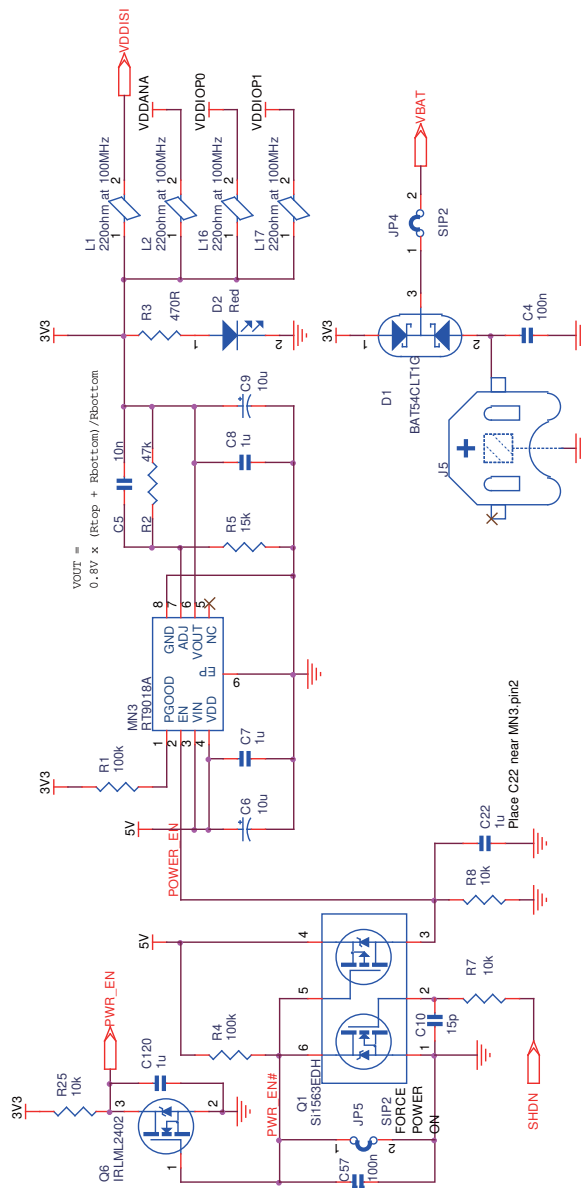 3V3
R25
10k
PWR_EN
3
2
1
C120
1u
Q6
IRLML2402
PWR_EN#
R4
100k
5V
6
5
4
1
2
3
Q1
Si1563EDH
1
2
JP5
SIP2
FORCE
POWER
ON
C57
100n
C10
15p
R7
10k
SHDN
R8
10k
C22
1u
Place C22 near MN3.pin2
3V3
R1
100k
5V
POWER_EN
C6
10u
C7
1u
MN3
RT9018A
1
2
3
4
PGOOD
EN
VIN
VDD
GND
ADJ
VOUT
NC
EP
8
7
6
5
9
VOUT =
0.8V x (Rtop + Rbottom)/Rbottom
C5
10n
R2
47k
R5
15k
C8
1u
C9
10u
3V3
R3
470R
D2
Red
1
2
L1
220ohm at 100MHz
1
2
VDDISI
L2
220ohm at 100MHz
1
2
VDDANA
L16
220ohm at 100MHz
1
2
VDDIOP0
L17
220ohm at 100MHz
1
2
VDDIOP1
3V3
D1
BAT54CLT1G
1
2
3
JP4
SIP2
1
2
VBAT
C4
100n
J5